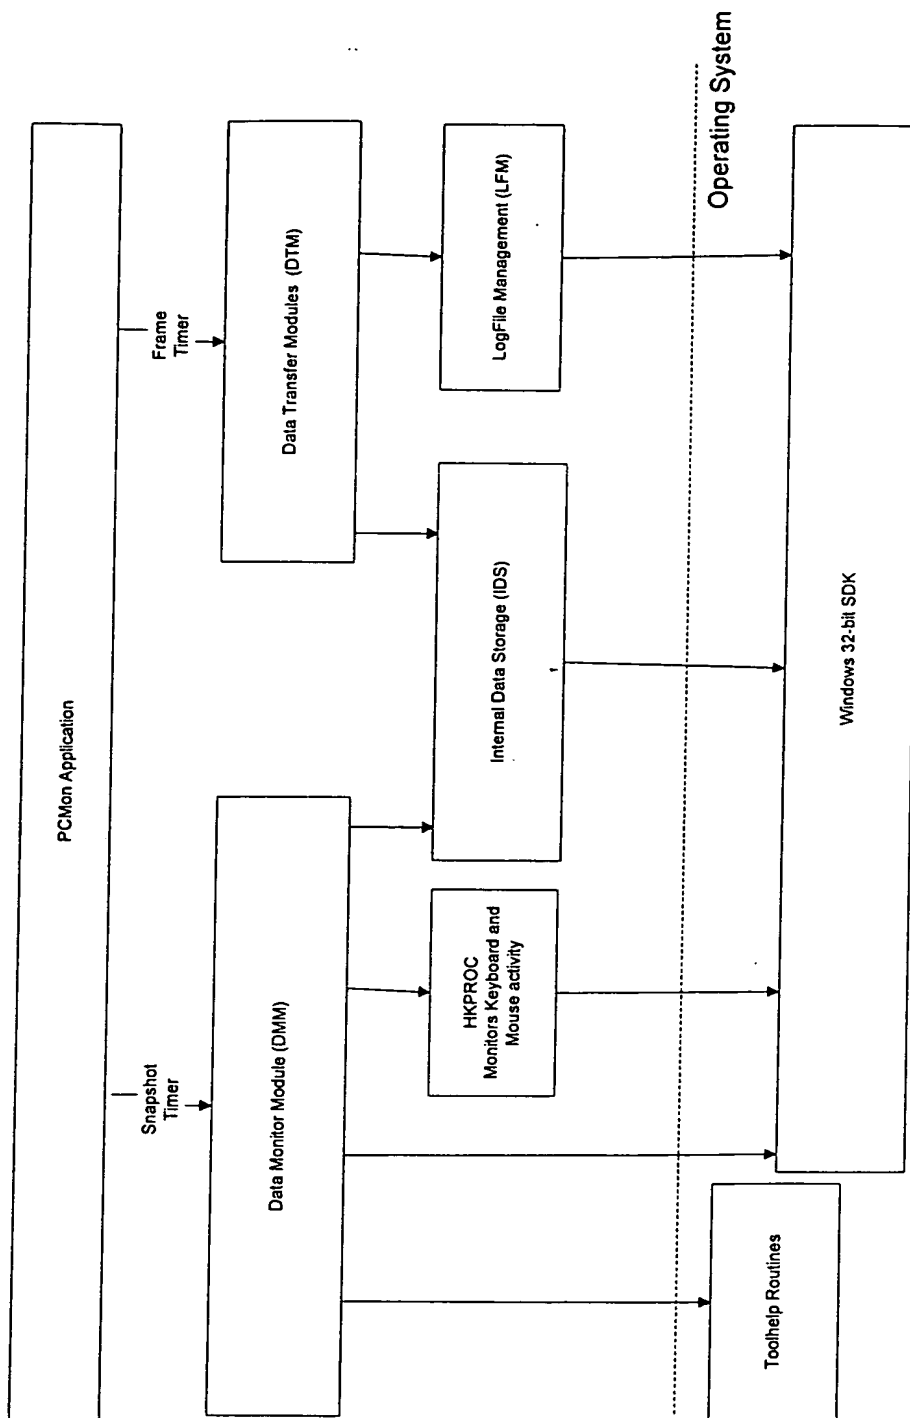 PCMon Application
Snapshot
Timer
Frame
Timer
Data Monitor Module (DMM)
Data Transfer Modules (DTM)
HKPROC
Monitors Keyboard and
Mouse activity
Internal Data Storage (IDS)
LogFile Management (LFM)
Operating System
Toolhelp Routines
Windows 32-bit SDK